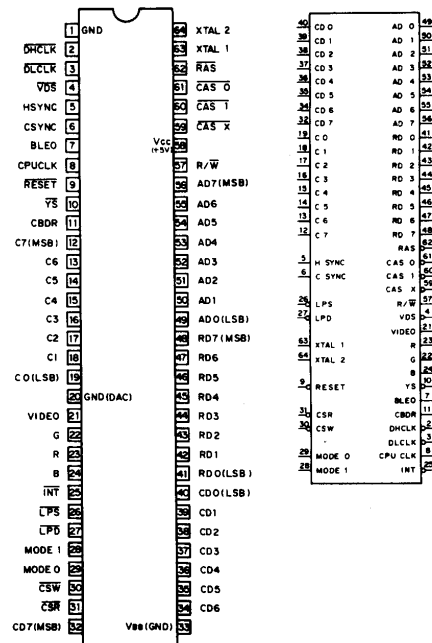 1 GND
DHCLK 2
DLCLK 3
VDS 4
HSYNC 5
CSYNC 6
BLEO 7
CPUCLK 8
RESET 9
YS 10
CBDR 11
C7(MSB) 12
C6 13
C5 14
C4 15
C3 16
C2 17
C1 18
C0(LSB) 19
20 GND(DAC)
VIDEO 21
G 22
R 23
B 24
INT 25
LPS 26
LPD 27
MODE 1 28
MODE 0 29
CSW 30
CSR 31
CD7(MSB) 32
64 XTAL 2
63 XTAL 1
62 RAS
61 CAS 0
60 CAS 1
59 CAS X
Vcc (+5V) 58
57 R/W
56 AD7(MSB)
55 AD6
54 AD5
53 AD4
52 AD3
51 AD2
50 AD1
49 AD0(LSB)
48 RD7(MSB)
47 RD6
46 RD5
45 RD4
44 RD3
43 RD2
42 RD1
41 RD0(LSB)
40 CD0(LSB)
39 CD1
38 CD2
37 CD3
36 CD4
35 CD5
34 CD6
VBB(GND) 33
40 CD 0
39 CD 1
38 CD 2
37 CD 3
36 CD 4
35 CD 5
34 CD 6
32 CD 7
19 C 0
18 C 1
17 C 2
16 C 3
15 C 4
14 C 5
13 C 6
12 C 7
5 H SYNC
6 C SYNC
26 LPS
27 LPD
63 XTAL 1
64 XTAL 2
9 RESET
31 CSR
30 CSW
29 MODE 0
28 MODE 1
AD 0 49
AD 1 50
AD 2 51
AD 3 52
AD 4 53
AD 5 54
AD 6 55
AD 7 56
RD 0 41
RD 1 42
RD 2 43
RD 3 44
RD 4 45
RD 5 46
RD 6 47
RD 7 48
RAS 62
CAS 0 61
CAS 1 60
CAS X 59
R/W 57
VDS 4
VIDEO 21
R 23
G 22
B 24
YS 10
BLEO 7
CBDR 11
DHCLK 2
DLCLK 3
CPU CLK 8
INT 25